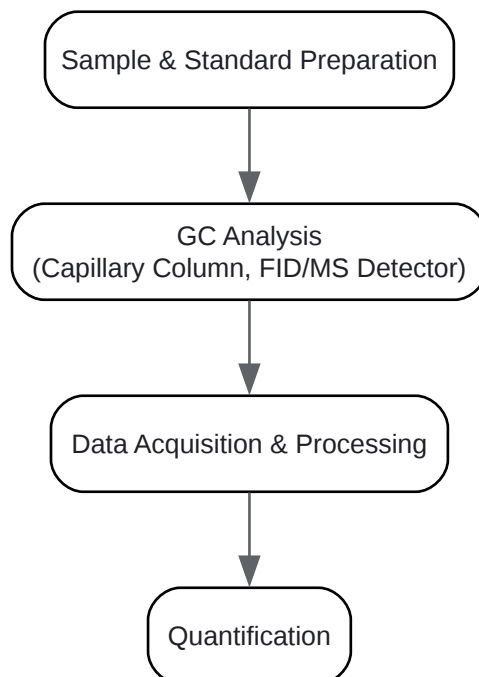 Sample & Standard Preparation
GC Analysis
(Capillary Column, FID/MS Detector)
Data Acquisition & Processing
Quantification